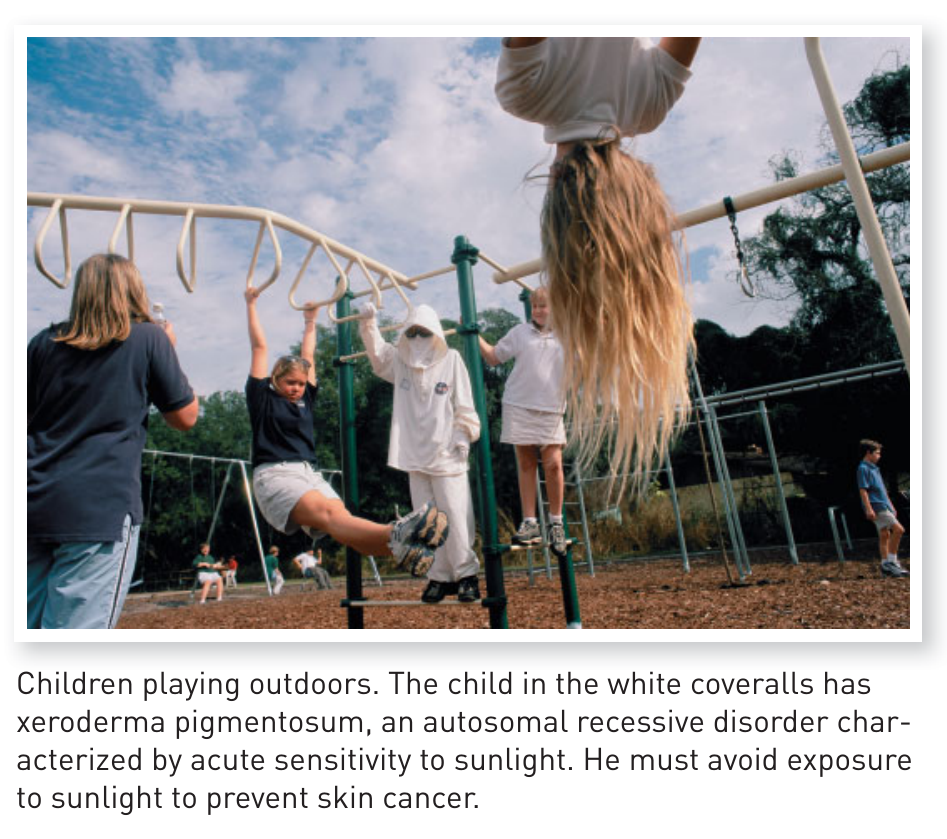 Children playing outdoors. The child in the white coveralls has
xeroderma pigmentosum, an autosomal recessive disorder char-
acterized by acute sensitivity to sunlight. He must avoid exposure
to sunlight to prevent skin cancer.